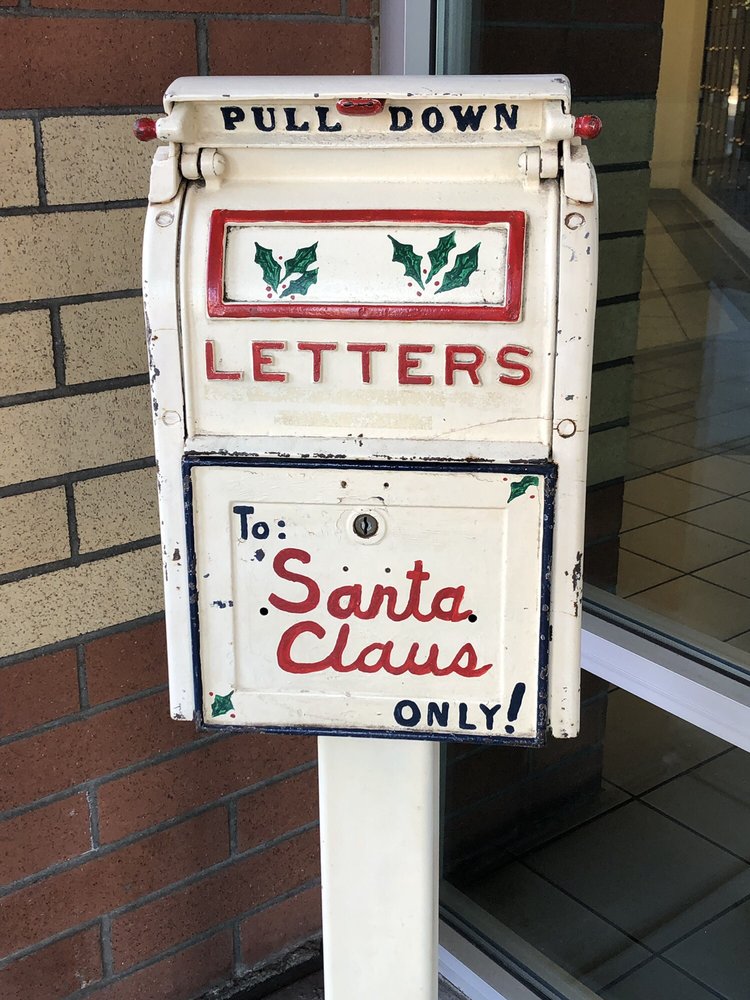 PULL DOWN
LETTERS
To:
Santa
Claus
ONLY!